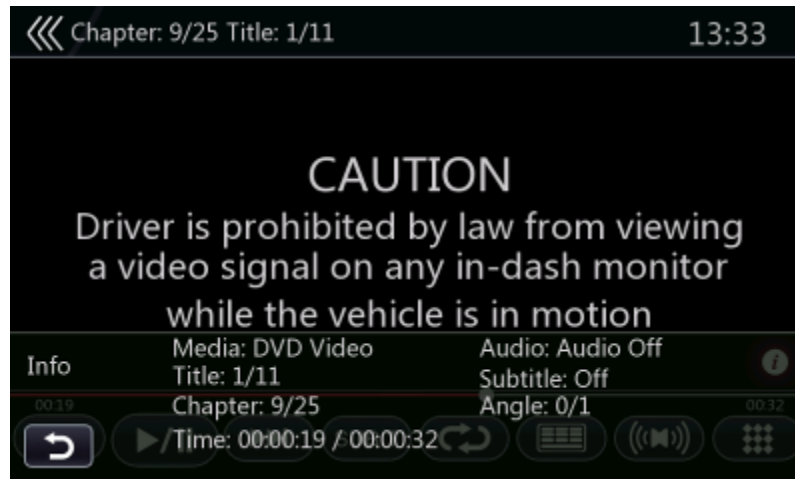 Chapter: 9/25 Title: 1/11 13:33
CAUTION
Driver is prohibited by law from viewing
a video signal on any in-dash monitor
while the vehicle is in motion
Info
Media: DVD Video Audio: Audio Off
Title: 1/11 Subtitle: Off
Chapter: 9/25 Angle: 0/1
00:19 00:32
Time: 00:00:19 / 00:00:32